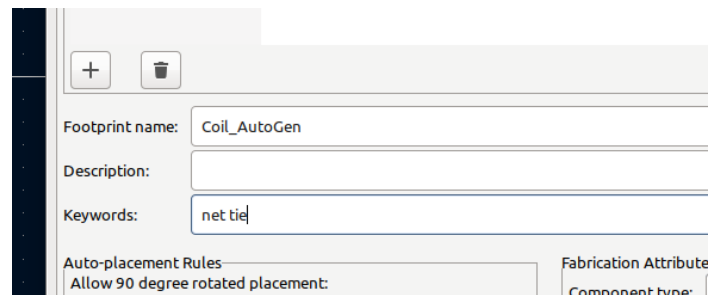 Footprint name: Coil_AutoGen
Description:
Keywords: net tie
Auto-placement Rules Fabrication Attribute
Allow 90 degree rotated placement:
Component type: